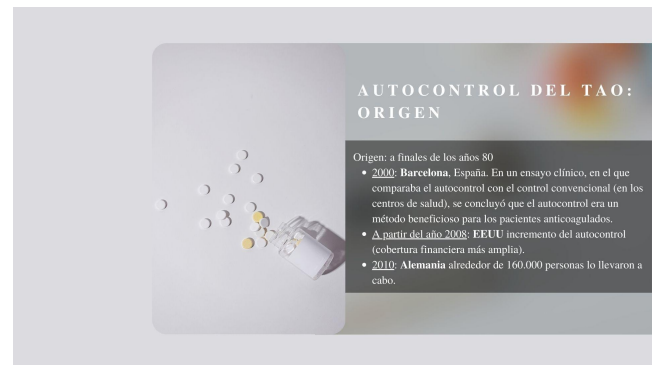 AUTOCONTROL DEL TAO:
ORIGEN
Origen: a finales de los años 80
• 2000: Barcelona, España. En un ensayo clínico, en el que
comparaba el autocontrol con el control convencional (en los
centros de salud), se concluyó que el autocontrol era un
método beneficioso para los pacientes anticoagulados.
• A partir del año 2008: EEUU incremento del autocontrol
(cobertura financiera más amplia).
• 2010: Alemania alrededor de 160.000 personas lo llevaron a
cabo.